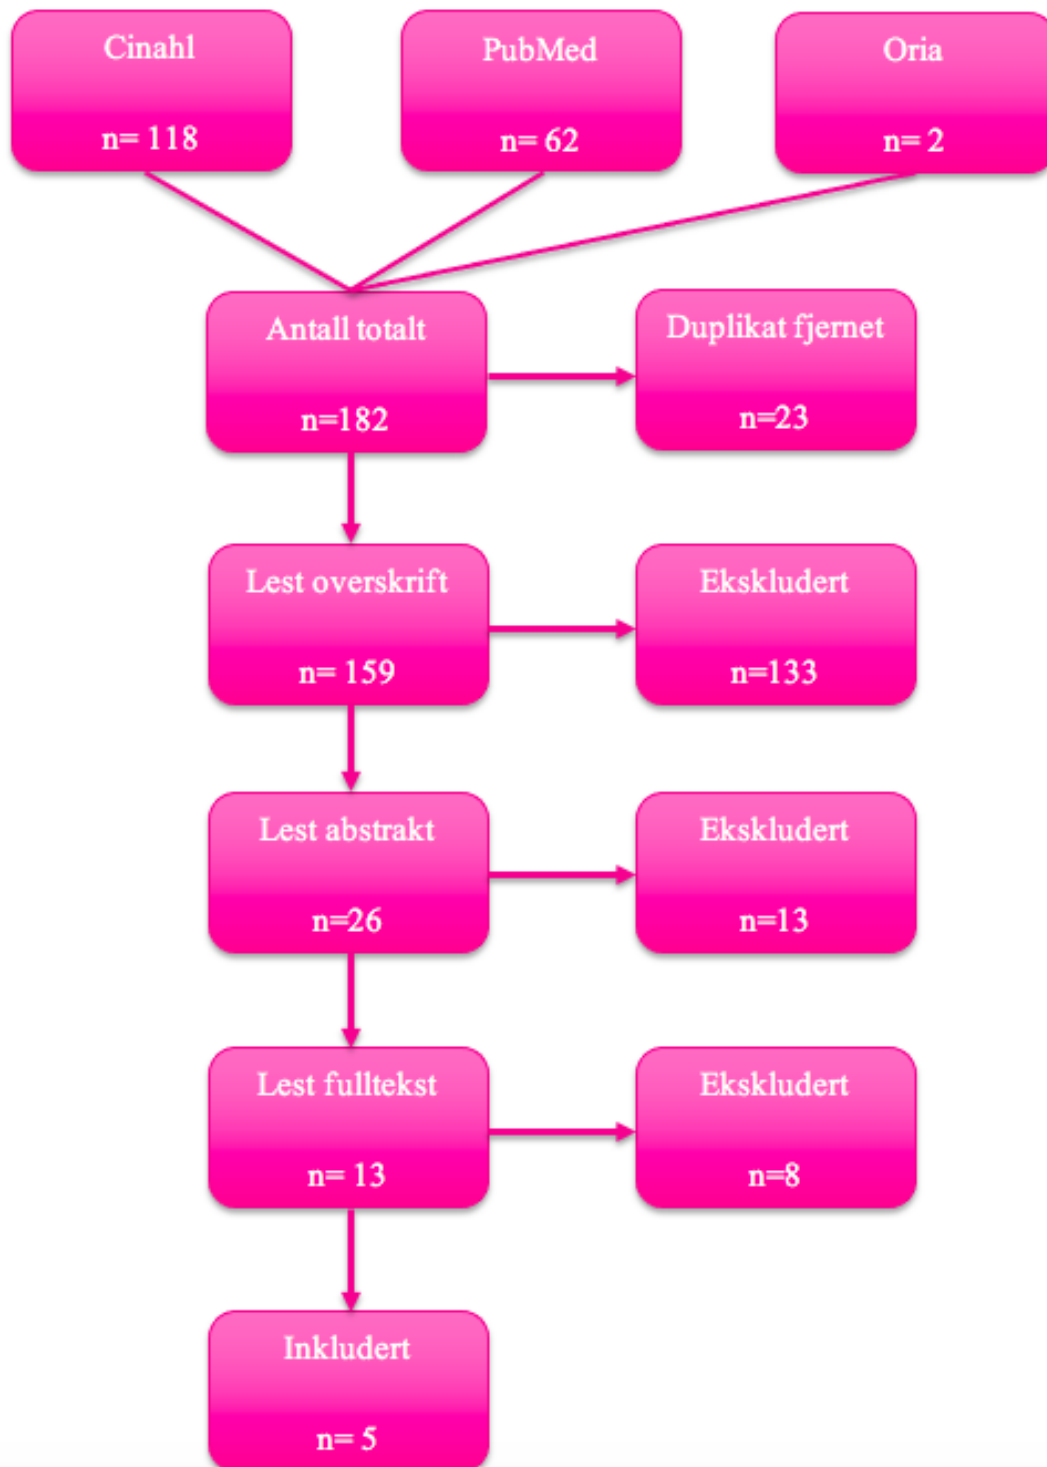 Cinahl
n= 118
PubMed
n= 62
Oria
n= 2
Antall totalt
n=182
Duplikat fjernet
n=23
Lest overskrift
n= 159
Ekskludert
n=133
Lest abstrakt
n=26
Ekskludert
n=13
Lest fulltekst
n= 13
Ekskludert
n=8
Inkludert
n= 5